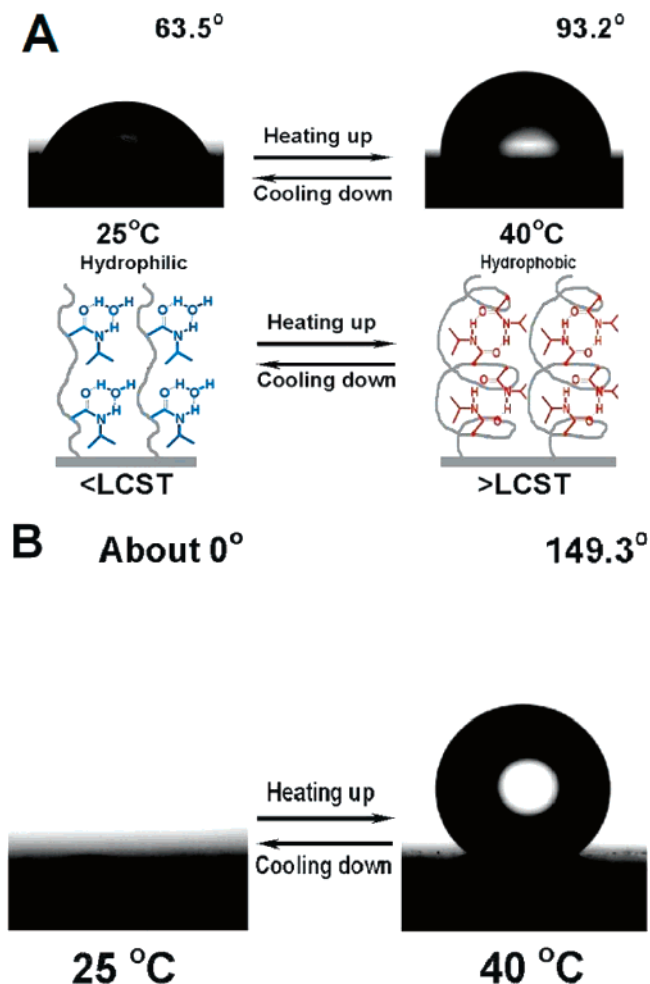 A
63.5°
93.2°
Heating up
Cooling down
25°C
40°C
Hydrophilic
Hydrophobic
H H
O O H O O H
H H
N N
H H
O O H O O H
H H
N N
Heating up
Cooling down
H O H O
N N
H H
N O N O
H O H O
N N
H H
N O N O
<LCST
>LCST
B
About 0°
149.3°
Heating up
Cooling down
25 °C
40 °C